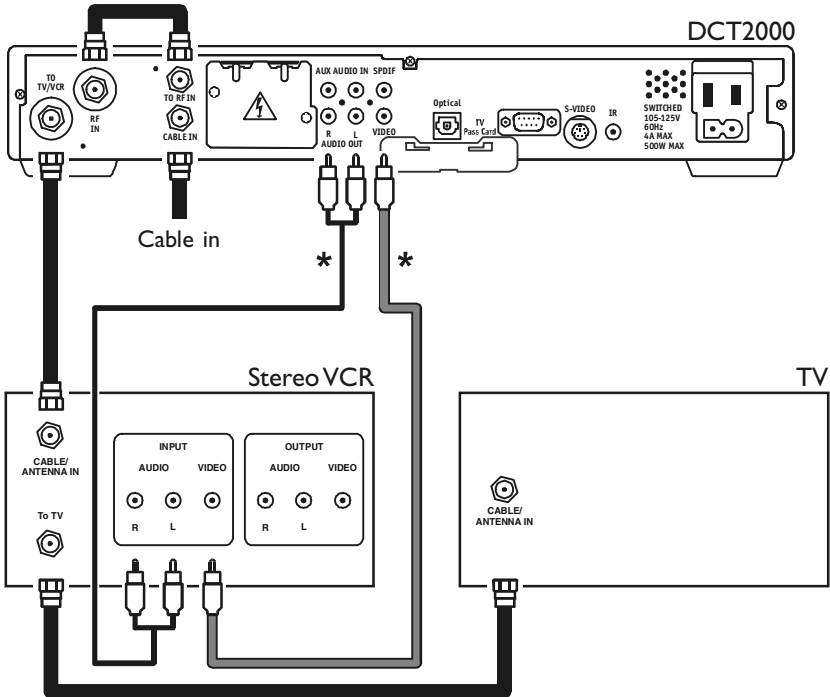 DCT2000
TO
TV/VCR
RF
IN
TO RF IN
CABLE IN
AUX AUDIO IN SPDIF
R L VIDEO
AUDIO OUT
Optical
TV
Pass Card
S-VIDEO
IR
SWITCHED
105-125V
60Hz
4A MAX
500W MAX
Cable in
* *
Stereo VCR
CABLE/
ANTENNA IN
To TV
INPUT
AUDIO VIDEO
R L
OUTPUT
AUDIO VIDEO
R L
TV
CABLE/
ANTENNA IN